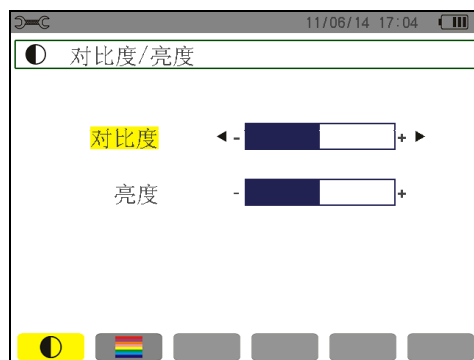 11/06/14 17:04
对比度/亮度
对比度 - +
亮度 - +